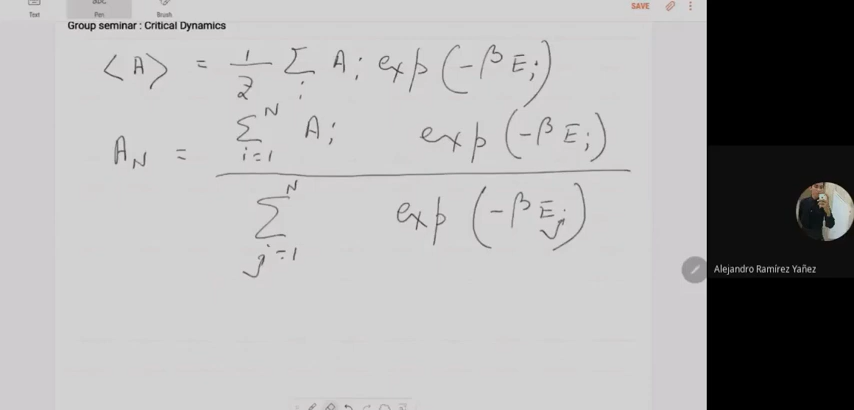 SAVE
Text
Pen
Brush
Group seminar : Critical Dynamics
<A> = 1/Z Σ_i A_i exp(-βE_i)
A_N = Σ_{i=1}^N A_i exp(-βE_i)
Σ_{j=1}^N exp(-βE_j)
Alejandro Ramírez Yañez